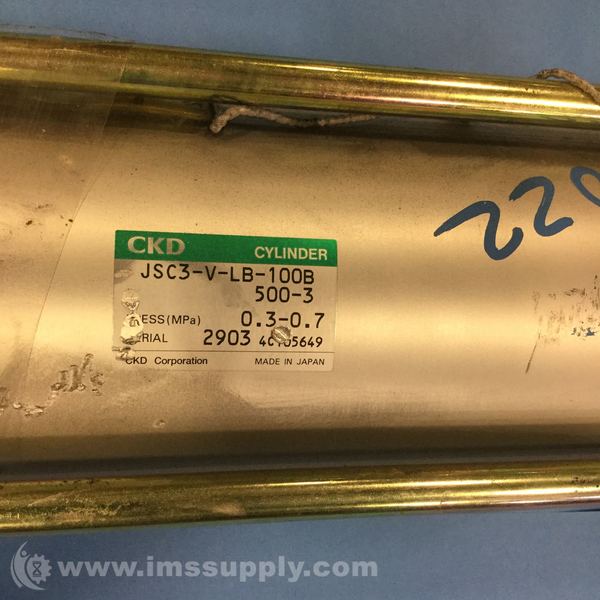 CKD CYLINDER
JSC3-V-LB-100B
500-3
(MPa) 0.3-0.7
2903
CKD Corporation MADE IN JAPAN
220
© www.imssupply.com